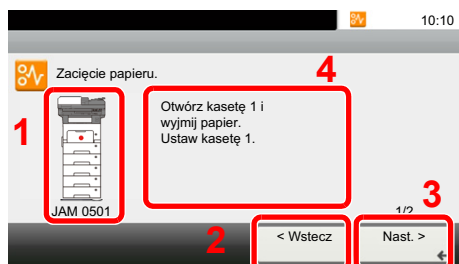 10:10
Zacięcie papieru.
4
1
Otwórz kasetę 1 i
wyjmij papier.
Ustaw kasetę 1.
JAM 0501
1/2
3
2
< Wstecz
Nast. >